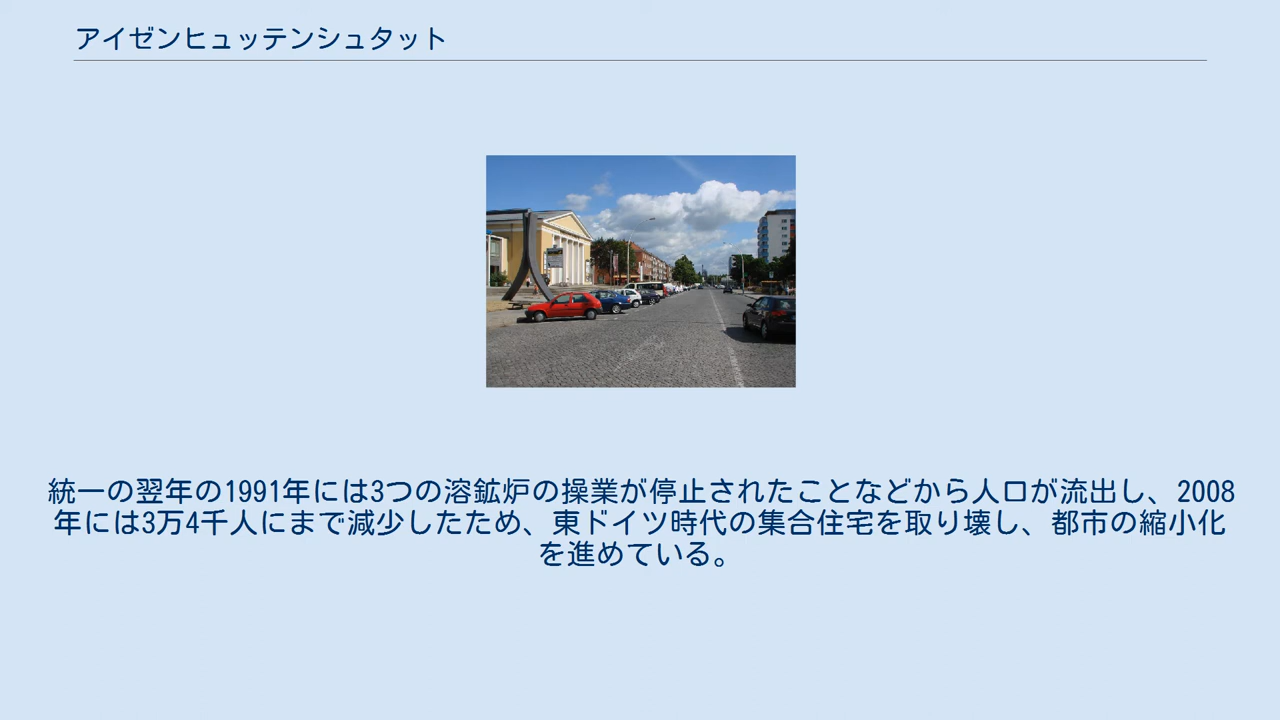 アイゼンヒュッテンシュタット
統一の翌年の1991年には3つの溶鉱炉の操業が停止されたことなどから人口が流出し、2008
年には3万4千人にまで減少したため、東ドイツ時代の集合住宅を取り壊し、都市の縮小化
を進めている。